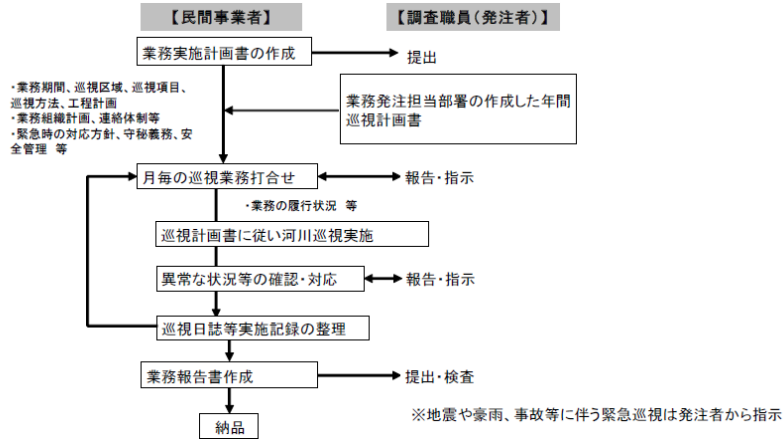 【民間事業者】
【調査職員(発注者)】
業務実施計画書の作成
提出
・業務期間、巡視区域、巡視項目、
巡視方法、工程計画
・業務組織計画、連絡体制等
・緊急時の対応方針、守秘義務、安
全管理 等
業務発注担当部署の作成した年間
巡視計画書
月毎の巡視業務打合せ
報告・指示
・業務の履行状況 等
巡視計画書に従い河川巡視実施
異常な状況等の確認・対応
報告・指示
巡視日誌等実施記録の整理
業務報告書作成
提出・検査
納品
※地震や豪雨、事故等に伴う緊急巡視は発注者から指示